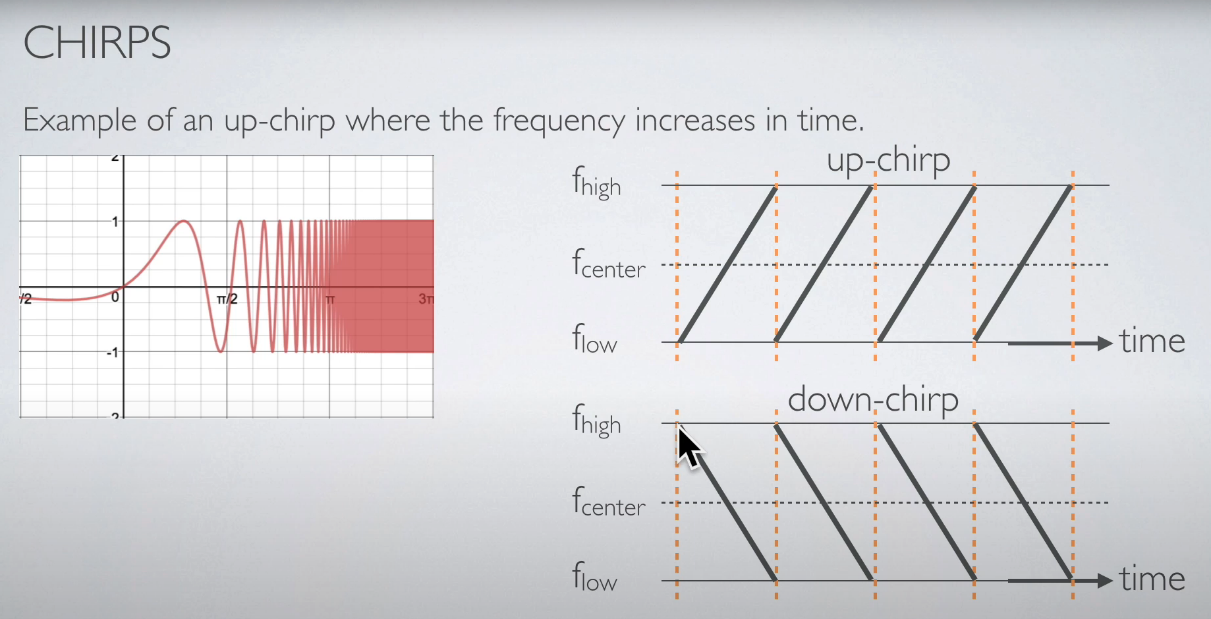 CHIRPS
Example of an up-chirp where the frequency increases in time.
2
1
/2
0
π/2
π
3π
-1
2
up-chirp
fhigh
fcenter
flow
time
down-chirp
fhigh
fcenter
flow
time